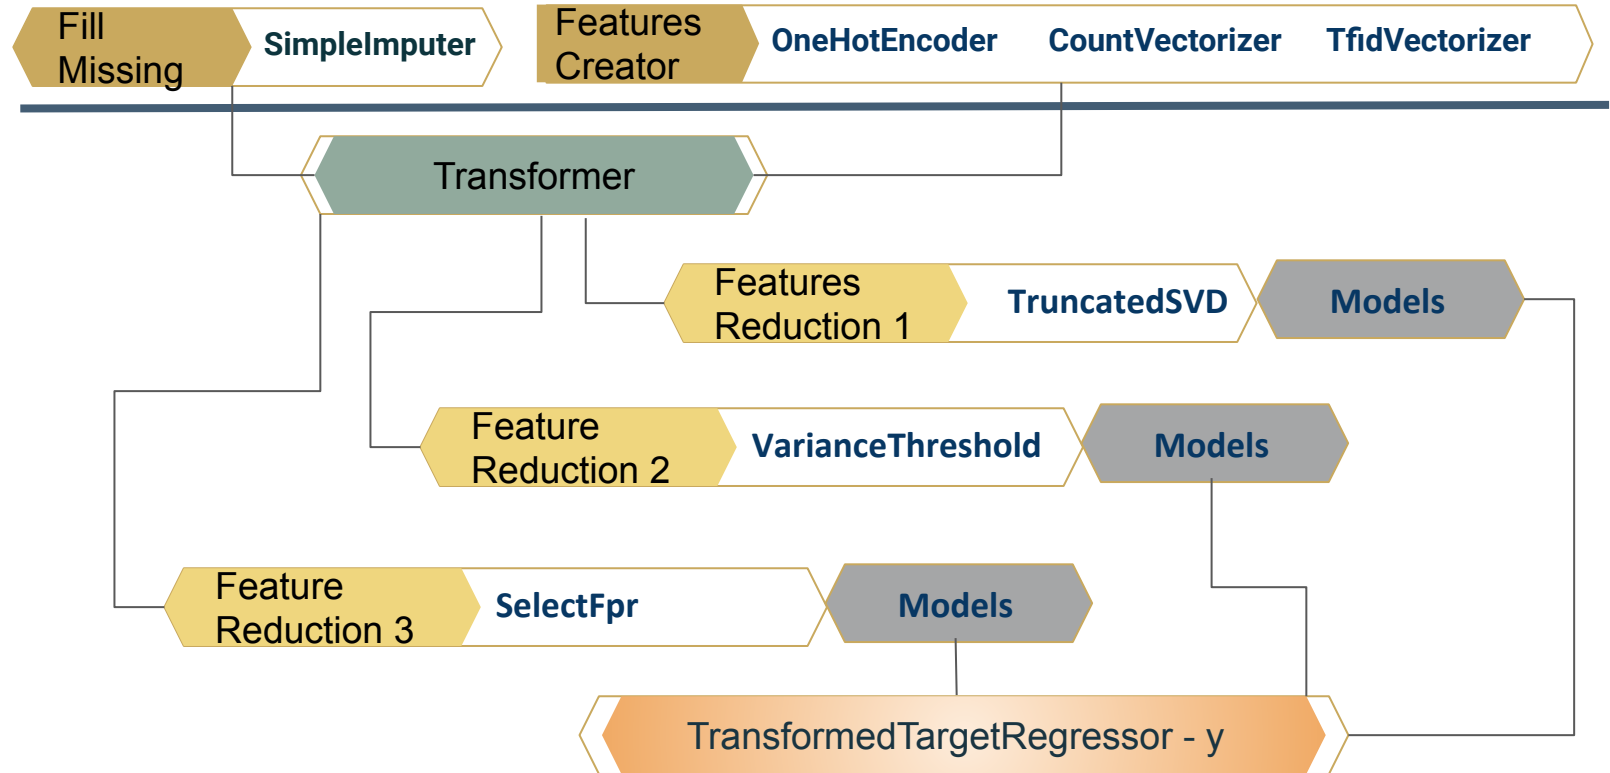 Fill
Missing
SimpleImputer
Features
Creator
OneHotEncoder CountVectorizer TfidVectorizer
Transformer
Features
Reduction 1
TruncatedSVD
Models
Feature
Reduction 2
VarianceThreshold
Models
Feature
Reduction 3
SelectFpr
Models
TransformedTargetRegressor - y